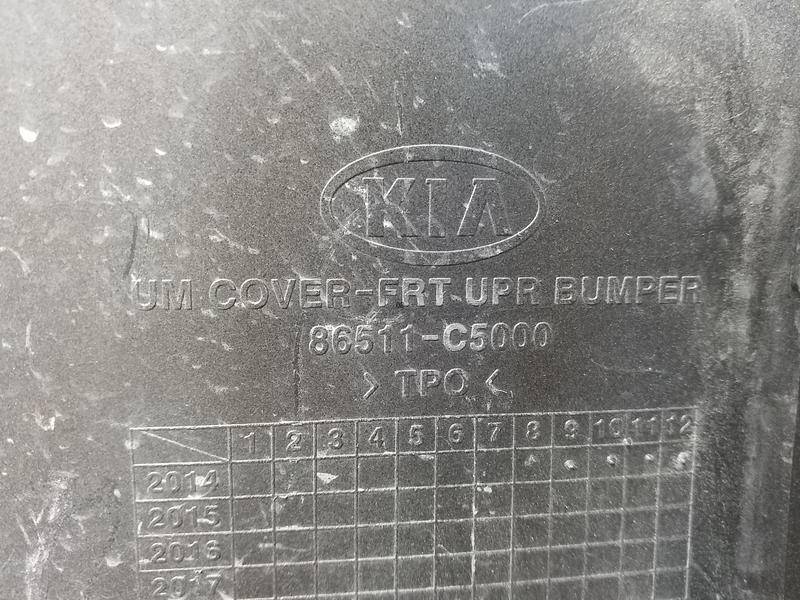 KIA
UM COVER-FRT UPR BUMPER
86511-C5000
> TPO <
1 2 3 4 5 6 7 8 9 10 11 12
2014
2015
2016
2017